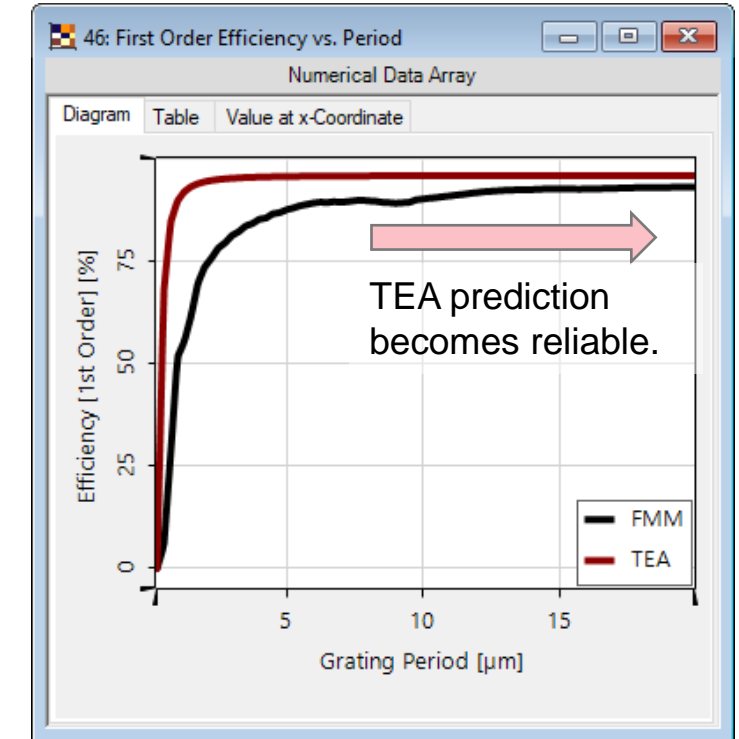 46: First Order Efficiency vs. Period
Numerical Data Array
Diagram Table Value at x-Coordinate
Efficiency [1st Order] [%]
75
50
25
0
TEA prediction
becomes reliable.
FMM
TEA
5 10 15
Grating Period [µm]